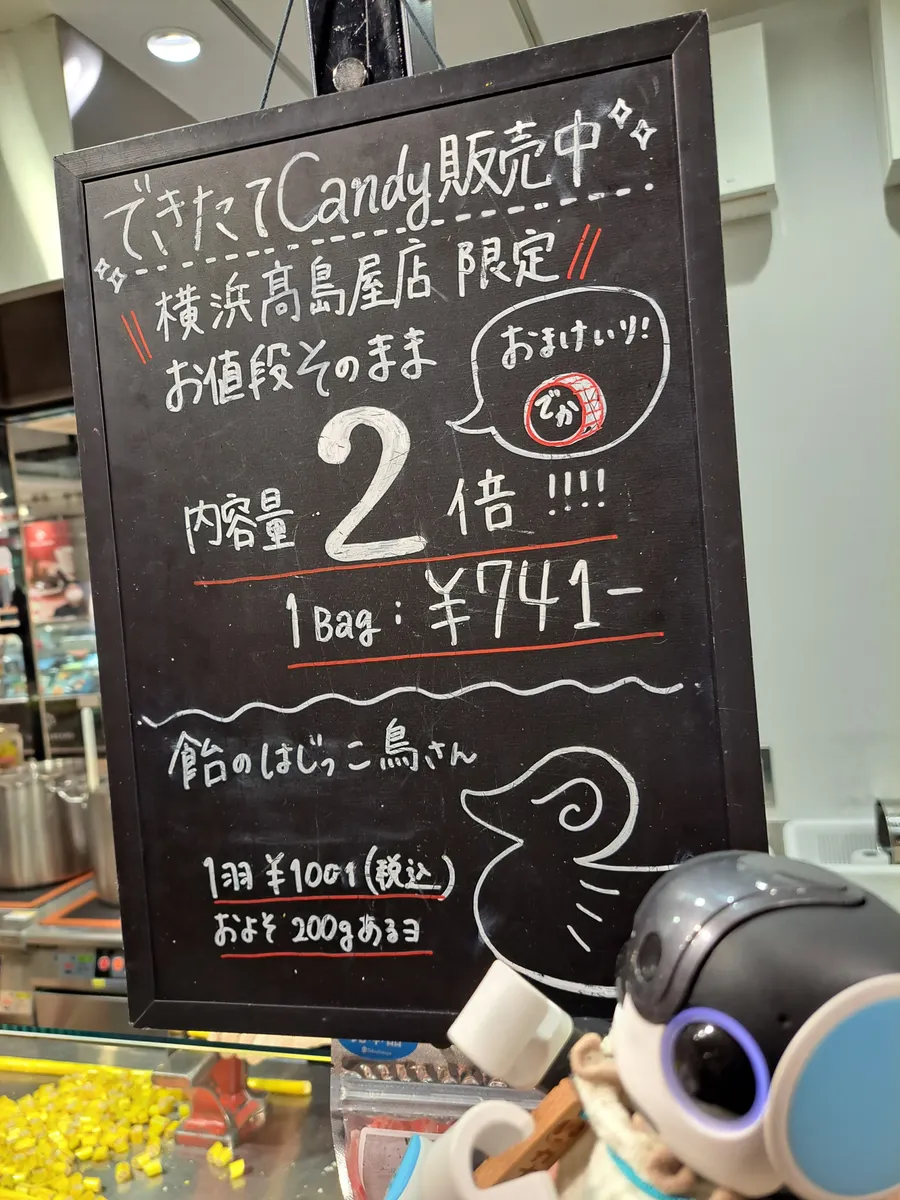 できたてCandy販売中
横浜髙島屋店 限定
お値段そのまま
おまけいり!
でか
内容量 2 倍 !!!!
1 Bag : ¥741-
飴のはじっこ鳥さん
1羽 ¥1001 (税込)
およそ 200gあるヨ